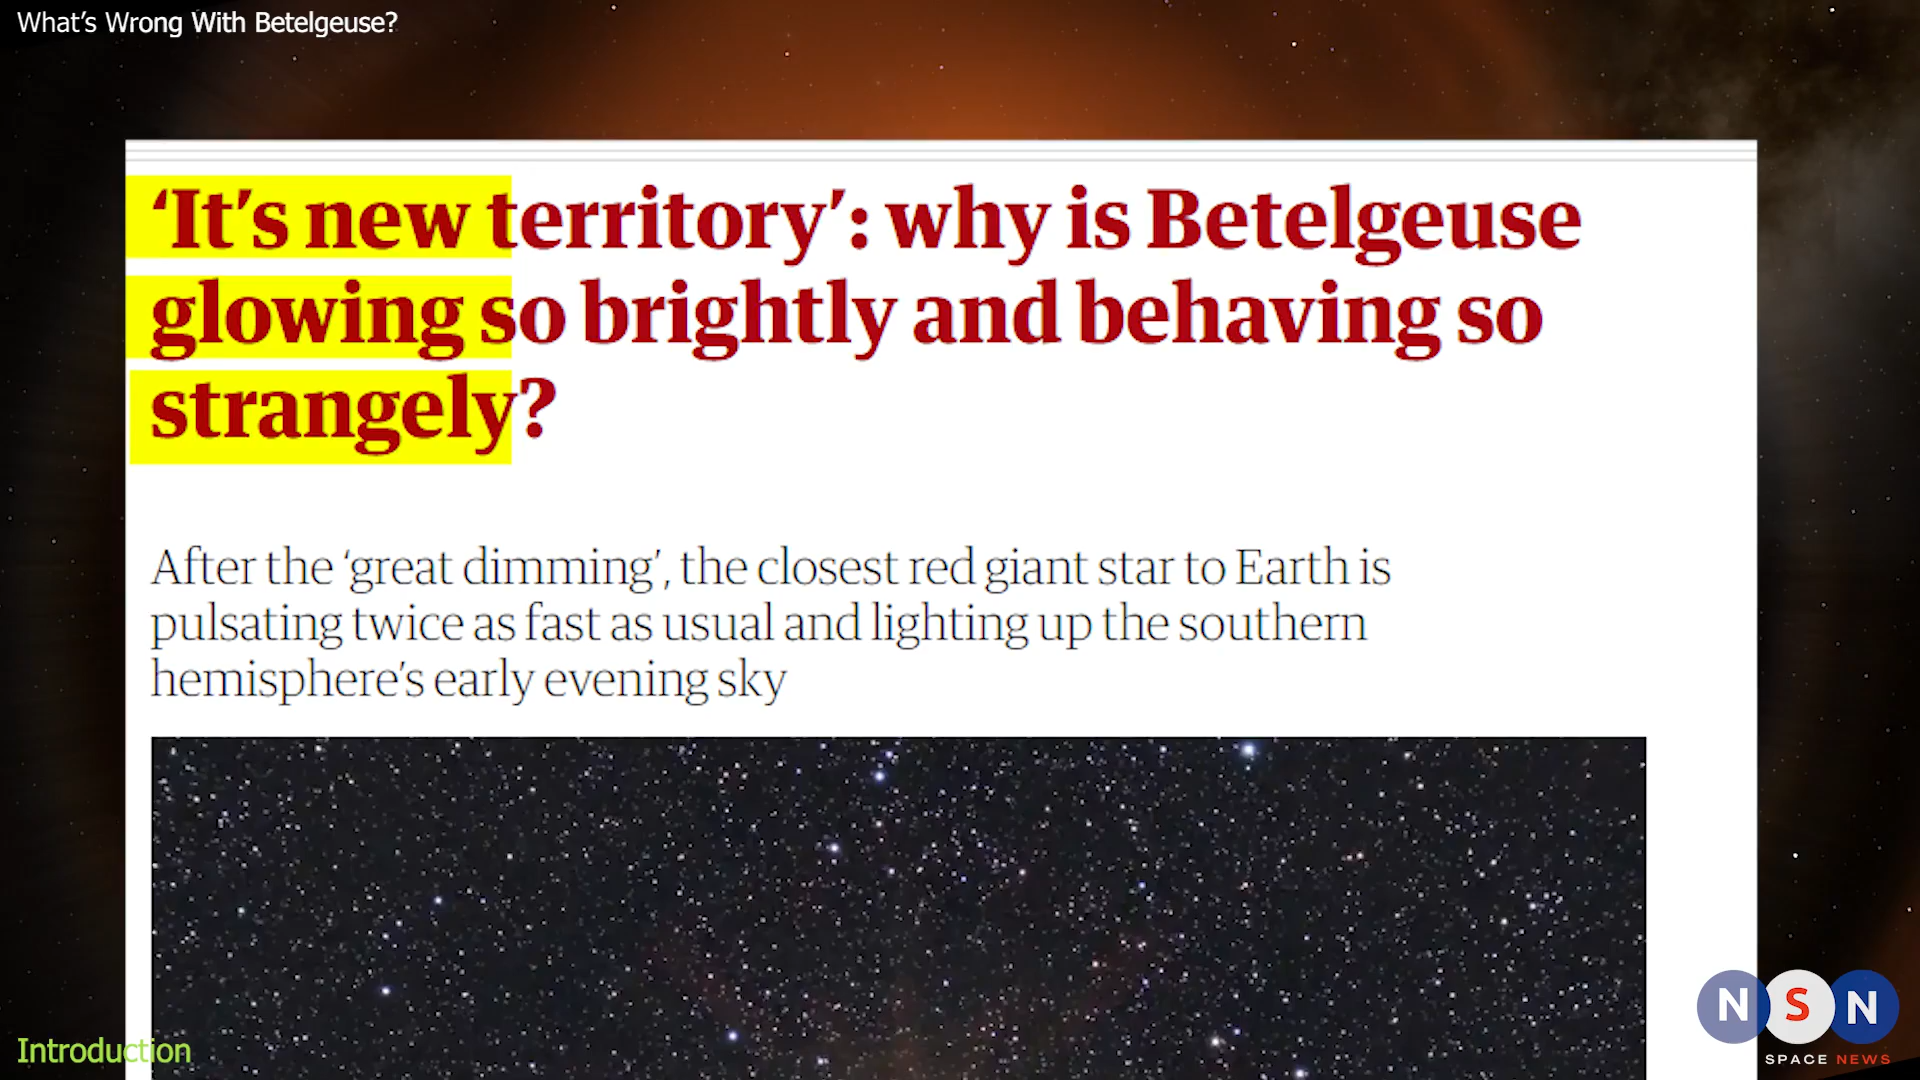 What's Wrong With Betelgeuse?
‘It’s new territory’: why is Betelgeuse
glowing so brightly and behaving so
strangely?
After the ‘great dimming’, the closest red giant star to Earth is
pulsating twice as fast as usual and lighting up the southern
hemisphere’s early evening sky
Introduction
NSN
SPACE NEWS